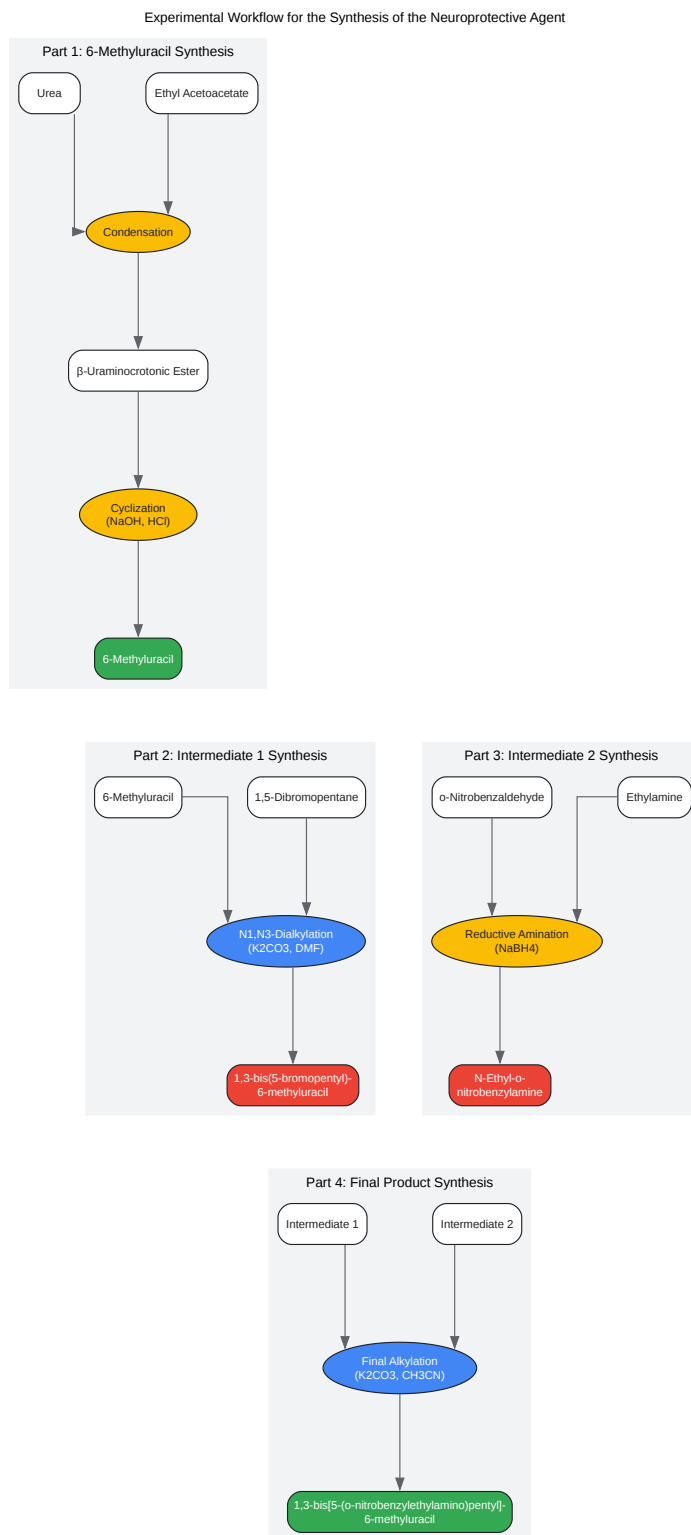 Experimental Workflow for the Synthesis of the Neuroprotective Agent
Part 1: 6-Methyluracil Synthesis
Urea
Ethyl Acetoacetate
Condensation
β-Uraminocrotonic Ester
Cyclization
(NaOH, HCl)
6-Methyluracil
Part 2: Intermediate 1 Synthesis
6-Methyluracil
1,5-Dibromopentane
N1,N3-Dialkylation
(K2CO3, DMF)
1,3-bis(5-bromopentyl)-
6-methyluracil
Part 3: Intermediate 2 Synthesis
o-Nitrobenzaldehyde
Ethylamine
Reductive Amination
(NaBH4)
N-Ethyl-o-
nitrobenzylamine
Part 4: Final Product Synthesis
Intermediate 1
Intermediate 2
Final Alkylation
(K2CO3, CH3CN)
1,3-bis[5-(o-nitrobenzylethylamino)pentyl]-
6-methyluracil